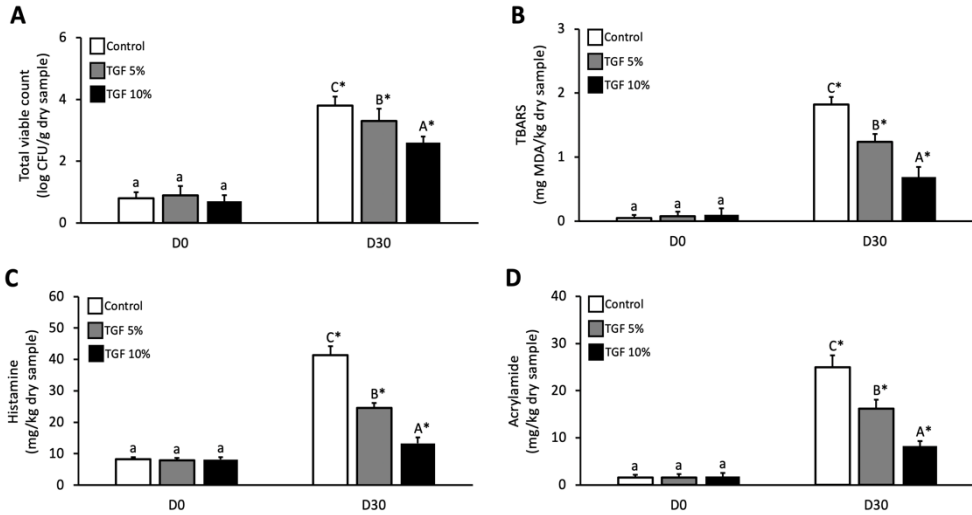 A
Total viable count
(log CFU/g dry sample)
6
4
2
0
Control
TGF 5%
TGF 10%
a
a
a
C*
B*
A*
D0
D30
B
TBARS
(mg MDA/kg dry sample)
3
2
1
0
Control
TGF 5%
TGF 10%
a
a
a
C*
B*
A*
D0
D30
C
Histamine
(mg/kg dry sample)
60
50
40
30
20
10
0
Control
TGF 5%
TGF 10%
a
a
a
C*
B*
A*
D0
D30
D
Acrylamide
(mg/kg dry sample)
40
30
20
10
0
Control
TGF 5%
TGF 10%
a
a
a
C*
B*
A*
D0
D30